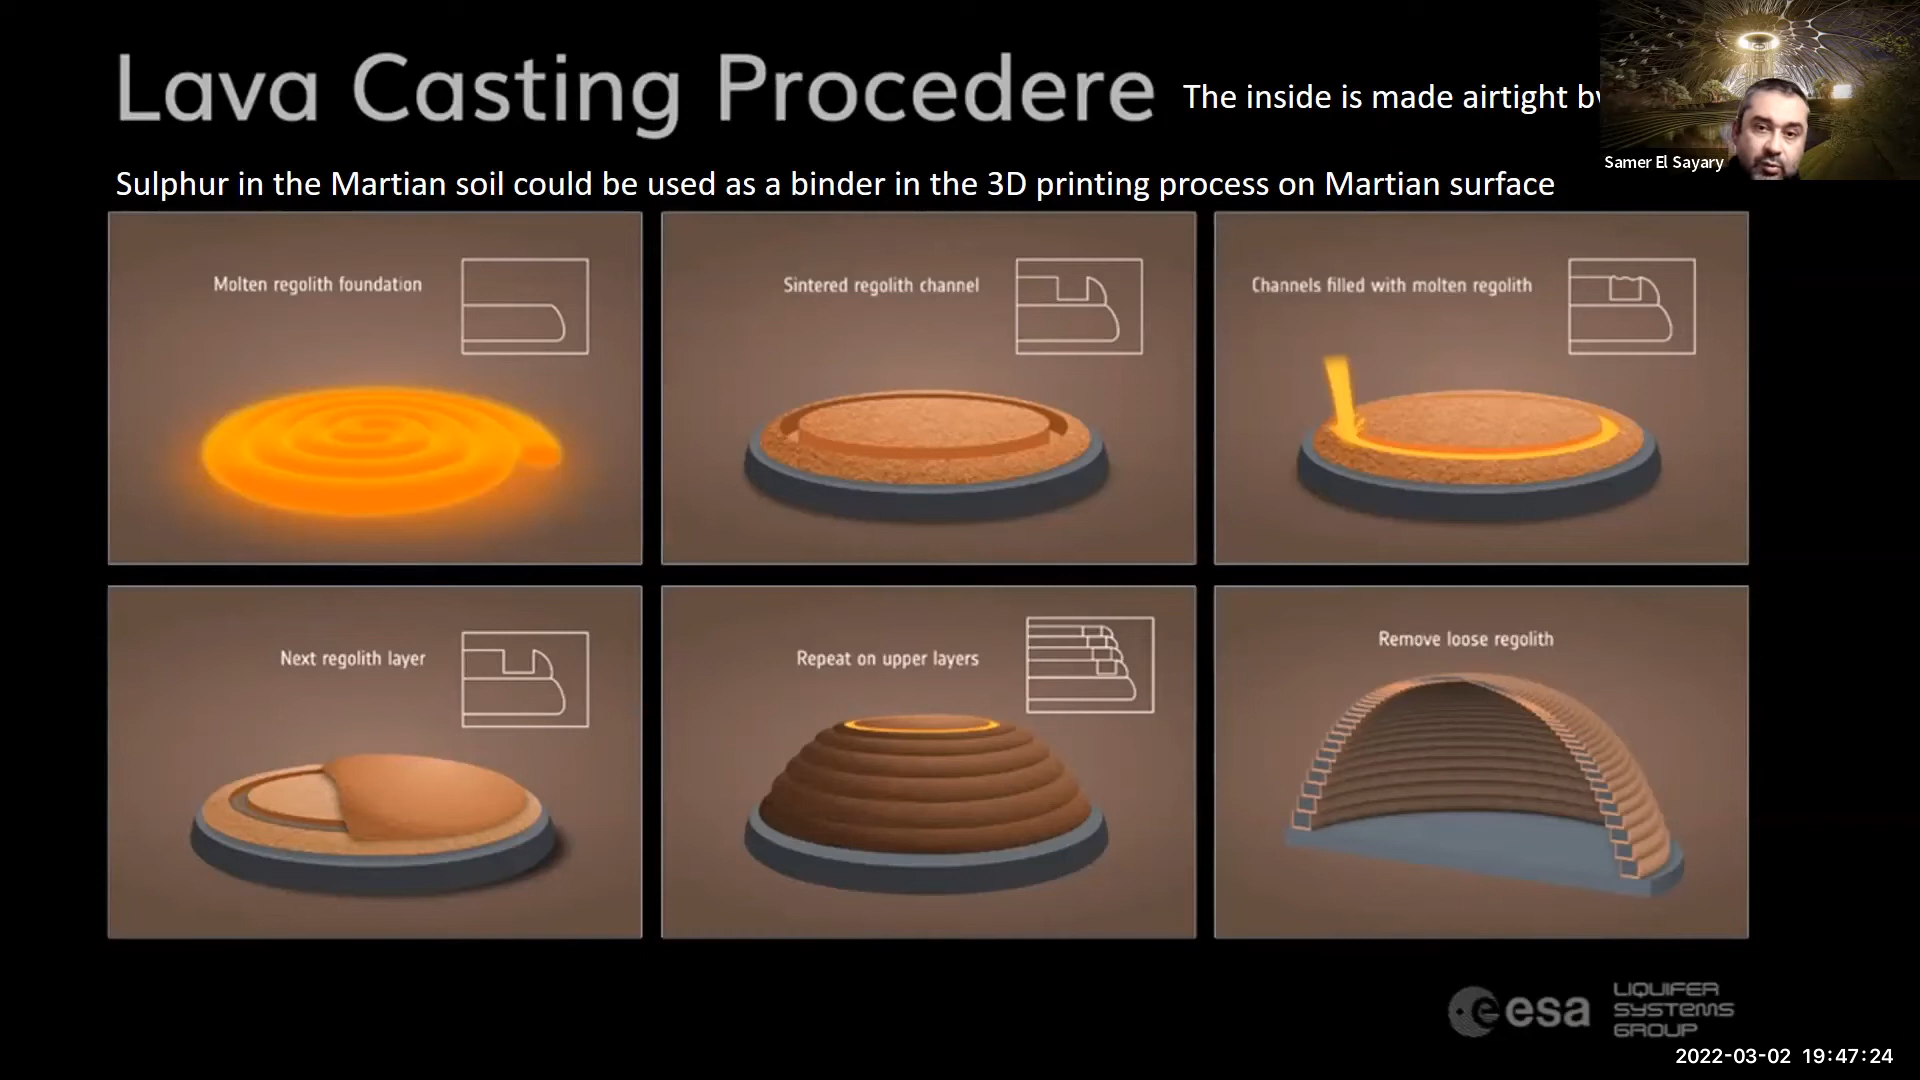 Lava Casting Procedere
The inside is made airtight
Samer El Sayary
Sulphur in the Martian soil could be used as a binder in the 3D printing process on Martian surface
Molten regolith foundation
Sintered regolith channel
Channels filled with molten regolith
Next regolith layer
Repeat on upper layers
Remove loose regolith
esa
LIQUIFER
SYSTEMS
GROUP
2022-03-02 19:47:24